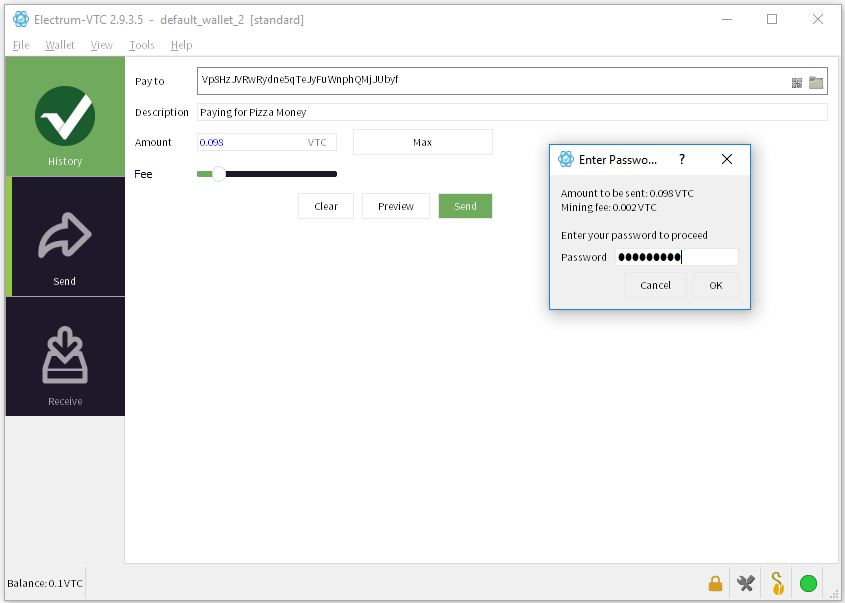 Electrum-VTC 2.9.3.5 - default_wallet_2 [standard]
File Wallet View Tools Help
History
Send
Receive
Pay to Vp8HzJVRwRydne5qTeJyFuWnphQMjJUbyf
Description Paying for Pizza Money
Amount 0.098 VTC Max
Fee
Clear Preview Send
Enter Passwo... ?
Amount to be sent: 0.098 VTC
Mining fee: 0.002 VTC
Enter your password to proceed
Password
Cancel OK
Balance: 0.1 VTC